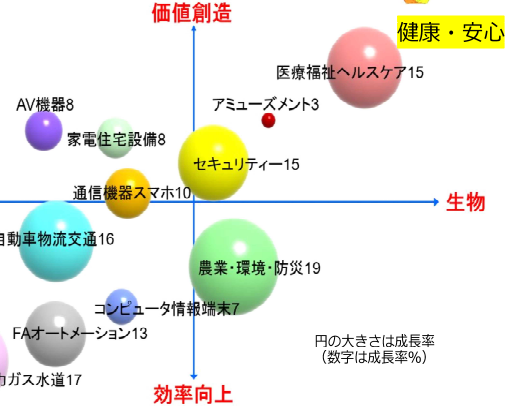 価値創造
健康・安心
医療福祉ヘルスケア15
AV機器8
アミューズメント3
家電住宅設備8
セキュリティー15
通信機器スマホ10
生物
自動車物流交通16
農業・環境・防災19
コンピュータ情報端末7
FAオートメーション13
円の大きさは成長率
（数字は成長率%）
ガス水道17
効率向上